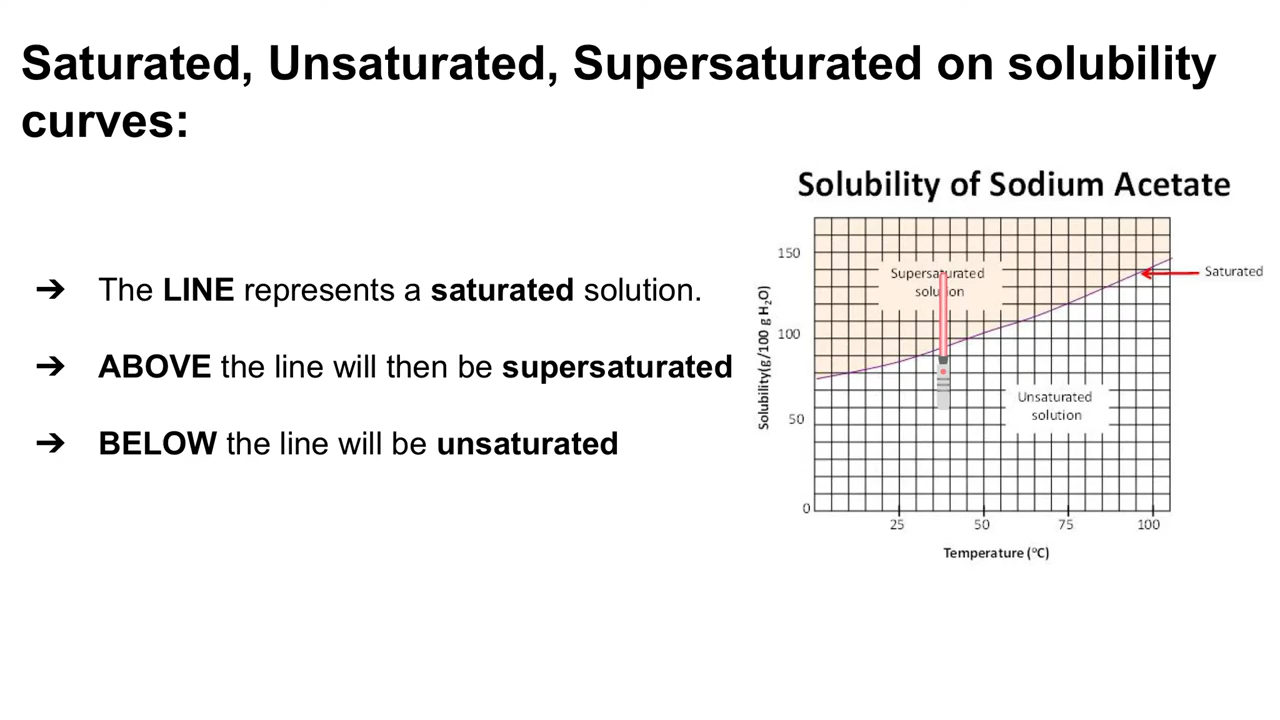 Saturated, Unsaturated, Supersaturated on solubility
curves:
➔ The LINE represents a saturated solution.
➔ ABOVE the line will then be supersaturated
➔ BELOW the line will be unsaturated
Solubility of Sodium Acetate
Solubility(g/100 g H₂O)
150
100
50
0
Supersaturated
solution
Saturated
Unsaturated
solution
25 50 75 100
Temperature (°C)